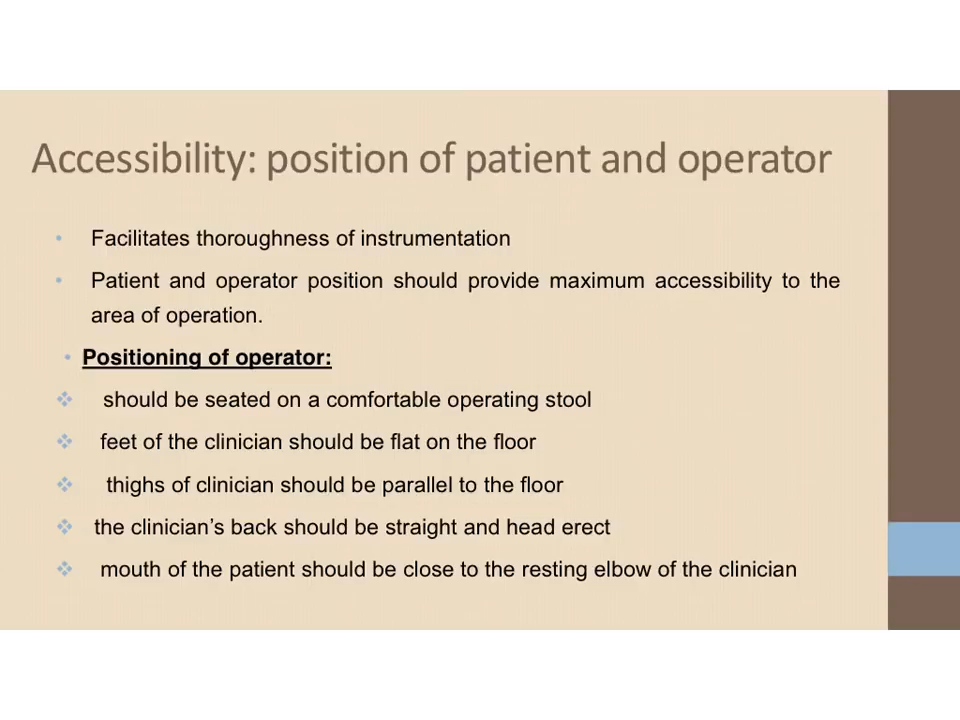 Accessibility: position of patient and operator
• Facilitates thoroughness of instrumentation
• Patient and operator position should provide maximum accessibility to the
area of operation.
• Positioning of operator:
❖ should be seated on a comfortable operating stool
❖ feet of the clinician should be flat on the floor
❖ thighs of clinician should be parallel to the floor
❖ the clinician’s back should be straight and head erect
❖ mouth of the patient should be close to the resting elbow of the clinician